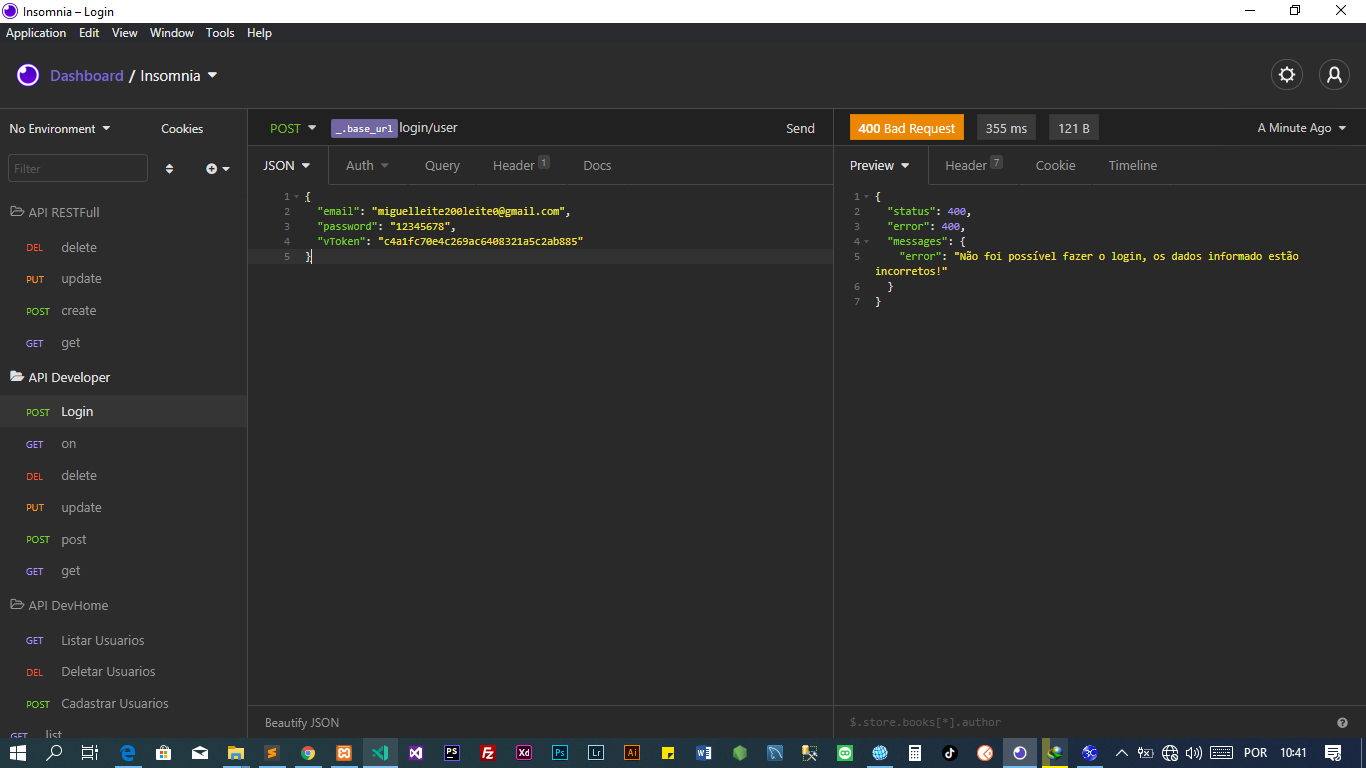 Insomnia – Login
Application Edit View Window Tools Help
Dashboard / Insomnia
No Environment Cookies
Filter
API RESTFull
DEL delete
PUT update
POST create
GET get
API Developer
POST Login
GET on
DEL delete
PUT update
POST post
GET get
API DevHome
GET Listar Usuarios
DEL Deletar Usuarios
POST Cadastrar Usuarios
GET list
POST _.base_url login/user Send
JSON Auth Query Header 1 Docs
1 {
2 "email": "miguelleite200leite0@gmail.com",
3 "password": "12345678",
4 "vToken": "c4a1fc70e4c269ac6408321a5c2ab885"
5 }
Beautify JSON
400 Bad Request 355 ms 121 B A Minute Ago
Preview Header 7 Cookie Timeline
1 {
2 "status": 400,
3 "error": 400,
4 "messages": {
5 "error": "Não foi possível fazer o login, os dados informado estão
incorretos!"
6 }
7 }
$.store.books[*].author
PS Fz Xd Ps Lr Ai W POR 10:41